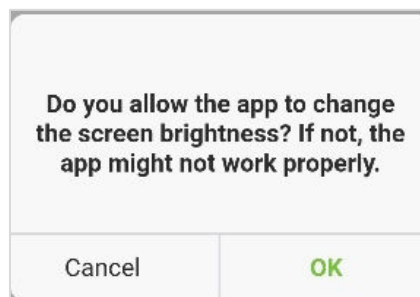 Do you allow the app to change
the screen brightness? If not, the
app might not work properly.
Cancel
OK